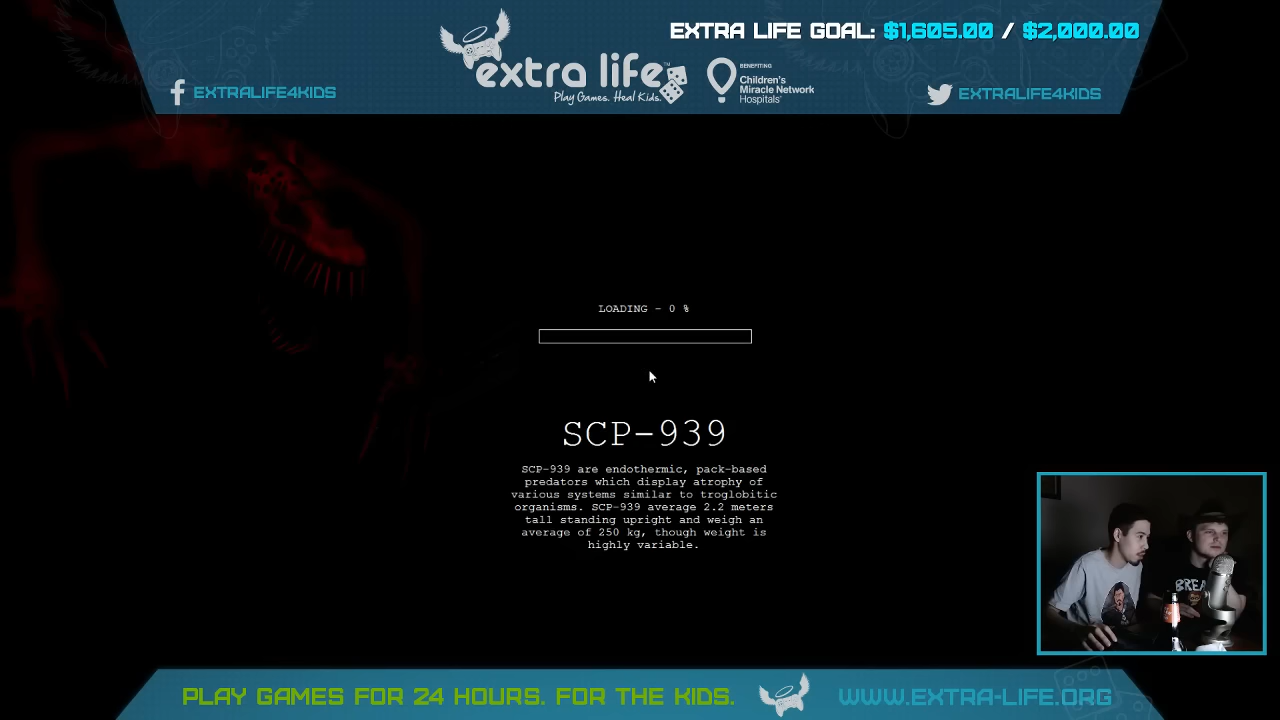 EXTRA LIFE GOAL: $1,605.00 / $2,000.00
extra life™
Play Games. Heal Kids.
BENEFITING
Children's
Miracle Network
Hospitals
EXTRALIFE4KIDS
EXTRALIFE4KIDS
LOADING - 0 %
SCP-939
SCP-939 are endothermic, pack-based
predators which display atrophy of
various systems similar to troglobitic
organisms. SCP-939 average 2.2 meters
tall standing upright and weigh an
average of 250 kg, though weight is
highly variable.
PLAY GAMES FOR 24 HOURS. FOR THE KIDS.
WWW.EXTRA-LIFE.ORG